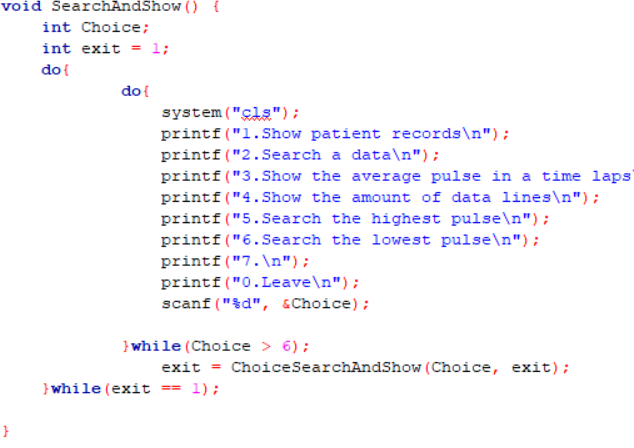 void SearchAndShow() {
    int Choice;
    int exit = 1;
    do{
            do{
                system("cls");
                printf("1.Show patient records\n");
                printf("2.Search a data\n");
                printf("3.Show the average pulse in a time laps
                printf("4.Show the amount of data lines\n");
                printf("5.Search the highest pulse\n");
                printf("6.Search the lowest pulse\n");
                printf("7.\n");
                printf("0.Leave\n");
                scanf("%d", &Choice);
            }while(Choice > 6);
                exit = ChoiceSearchAndShow(Choice, exit);
    }while(exit == 1);
}